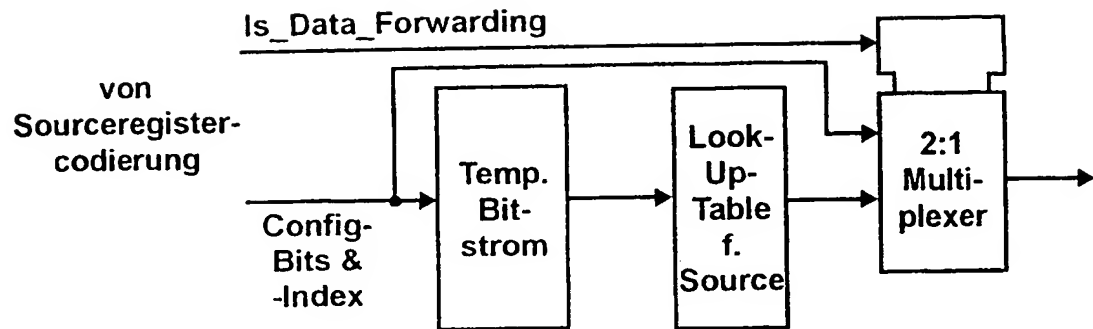 Is_Data_Forwarding
von
Sourceregister-
codierung
Config-
Bits &
-Index
Temp.
Bit-
strom
Look-
Up-
Table
f.
Source
2:1
Multi-
plexer